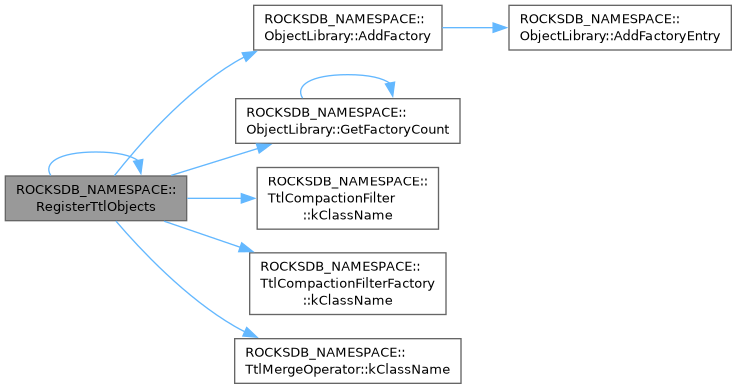 ROCKSDB_NAMESPACE::
RegisterTtlObjects
ROCKSDB_NAMESPACE::
ObjectLibrary::AddFactory
ROCKSDB_NAMESPACE::
ObjectLibrary::AddFactoryEntry
ROCKSDB_NAMESPACE::
ObjectLibrary::GetFactoryCount
ROCKSDB_NAMESPACE::
TtlCompactionFilter
::kClassName
ROCKSDB_NAMESPACE::
TtlCompactionFilterFactory
::kClassName
ROCKSDB_NAMESPACE::
TtlMergeOperator::kClassName